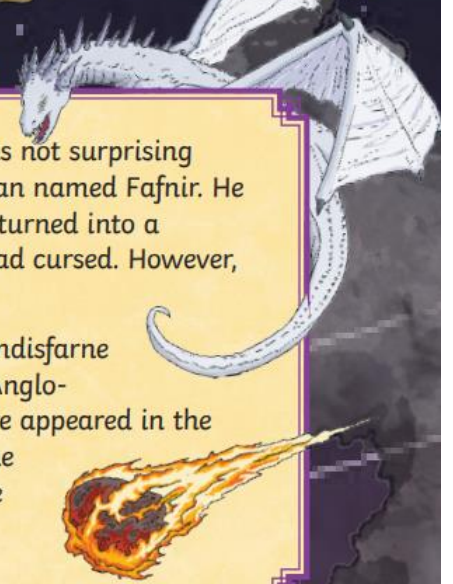 s not surprising
an named Fafnir. He
turned into a
ad cursed. However,
ndisfarne
Anglo-
e appeared in the
e
e